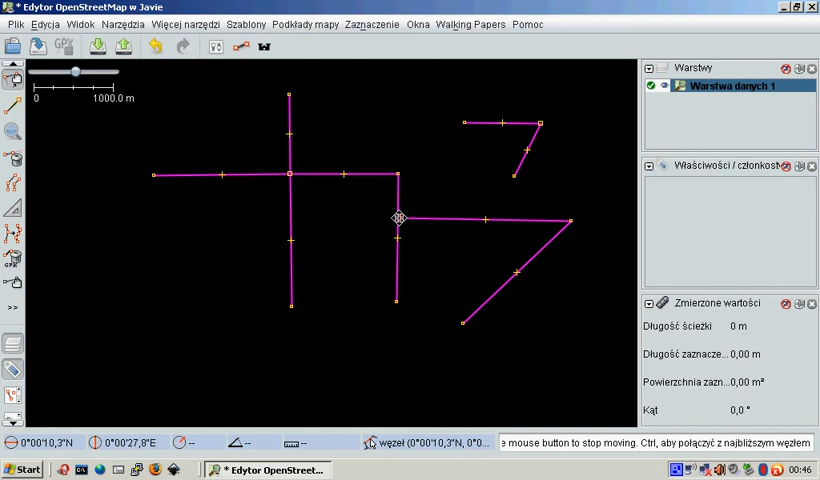 * Edytor OpenStreetMap w Javie
Plik Edycja Widok Narzędzia Więcej narzędzi Szablony Podkłady mapy Zaznaczenie Okna Walking Papers Pomoc
GPX
0 1000.0 m
Warstwy
Warstwa danych 1
Właściwości / członkost
Zmierzone wartości
Długość ścieżki 0 m
Długość zaznacze... 0,00 m
Powierzchnia zazn... 0,00 m²
Kąt 0,0 °
GPX
>>
0°00'10,3"N 0°00'27,8"E -- -- -- węzeł (0°00'10,3"N, 0°0... e mouse button to stop moving. Ctrl, aby połączyć z najbliższym węzłem
Start * Edytor OpenStreet... 00:46